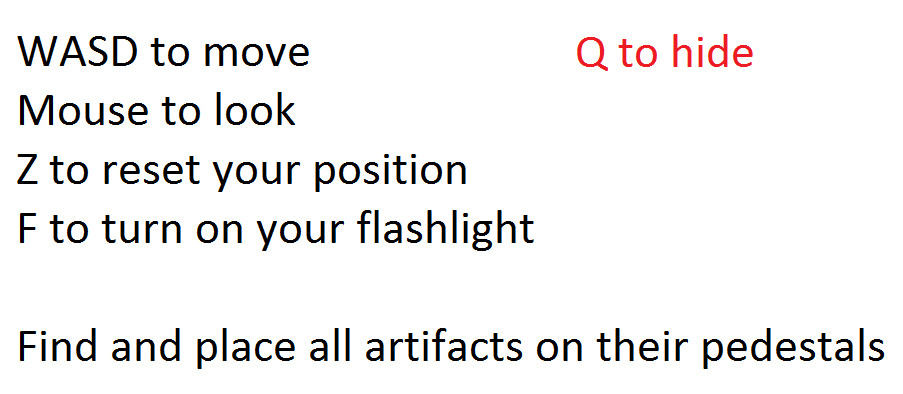 WASD to move
Q to hide
Mouse to look
Z to reset your position
F to turn on your flashlight
Find and place all artifacts on their pedestals